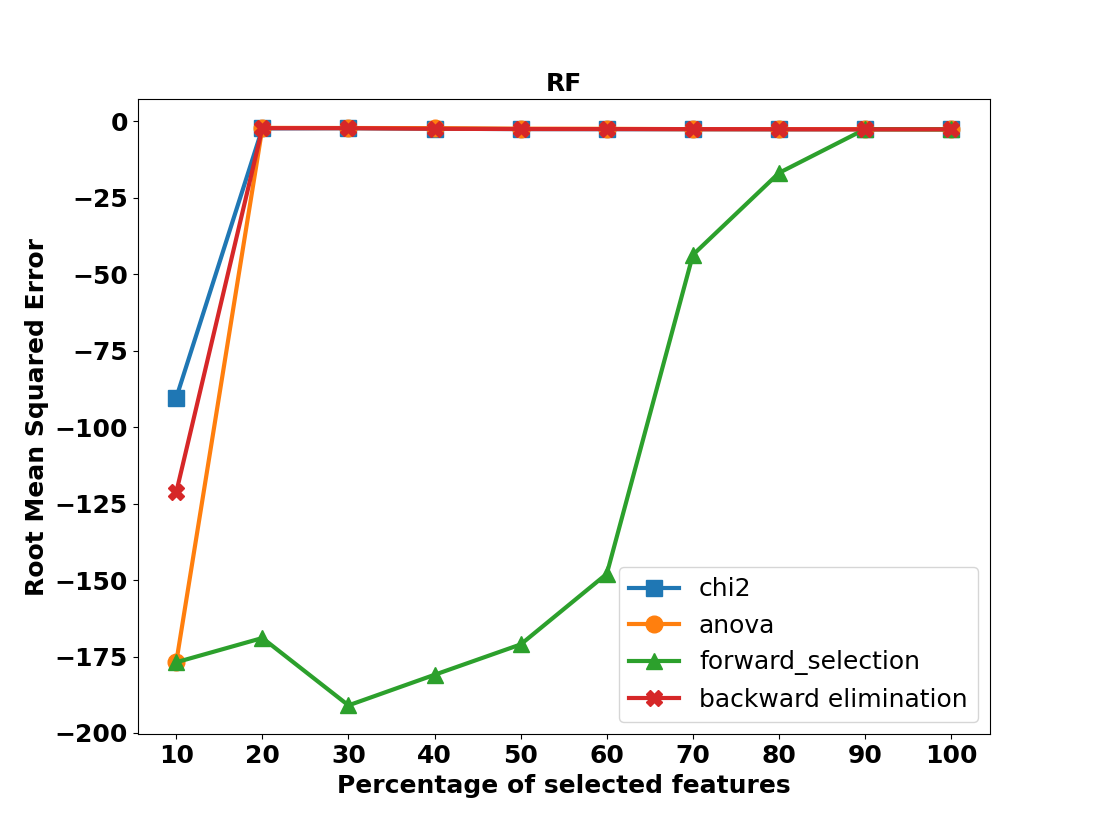 RF
Root Mean Squared Error
0
−25
−50
−75
−100
−125
−150
−175
−200
chi2
anova
forward_selection
backward elimination
10 20 30 40 50 60 70 80 90 100
Percentage of selected features